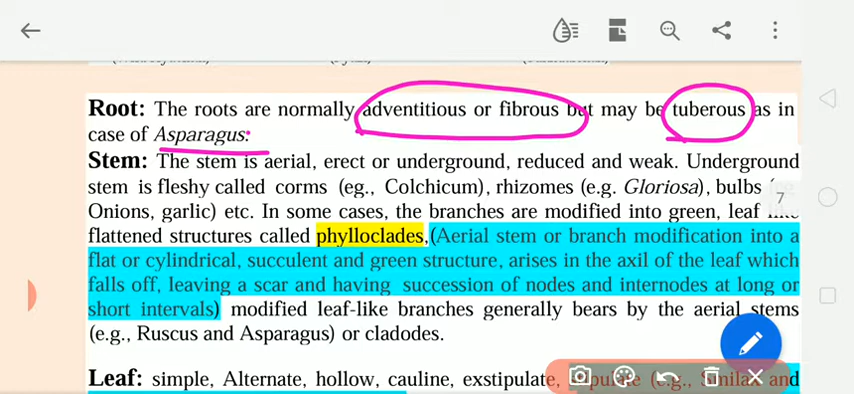 Root: The roots are normally adventitious or fibrous but may be tuberous as in
case of Asparagus.
Stem: The stem is aerial, erect or underground, reduced and weak. Underground
stem is fleshy called corms (eg., Colchicum), rhizomes (e.g. Gloriosa), bulbs
7
Onions, garlic) etc. In some cases, the branches are modified into green, leaf
flattened structures called phylloclades,(Aerial stem or branch modification into a
flat or cylindrical, succulent and green structure, arises in the axil of the leaf which
falls off, leaving a scar and having succession of nodes and internodes at long or
short intervals) modified leaf-like branches generally bears by the aerial stems
(e.g., Ruscus and Asparagus) or cladodes.
Leaf: simple, Alternate, hollow, cauline, exstipulate, (e.g., Smilax and